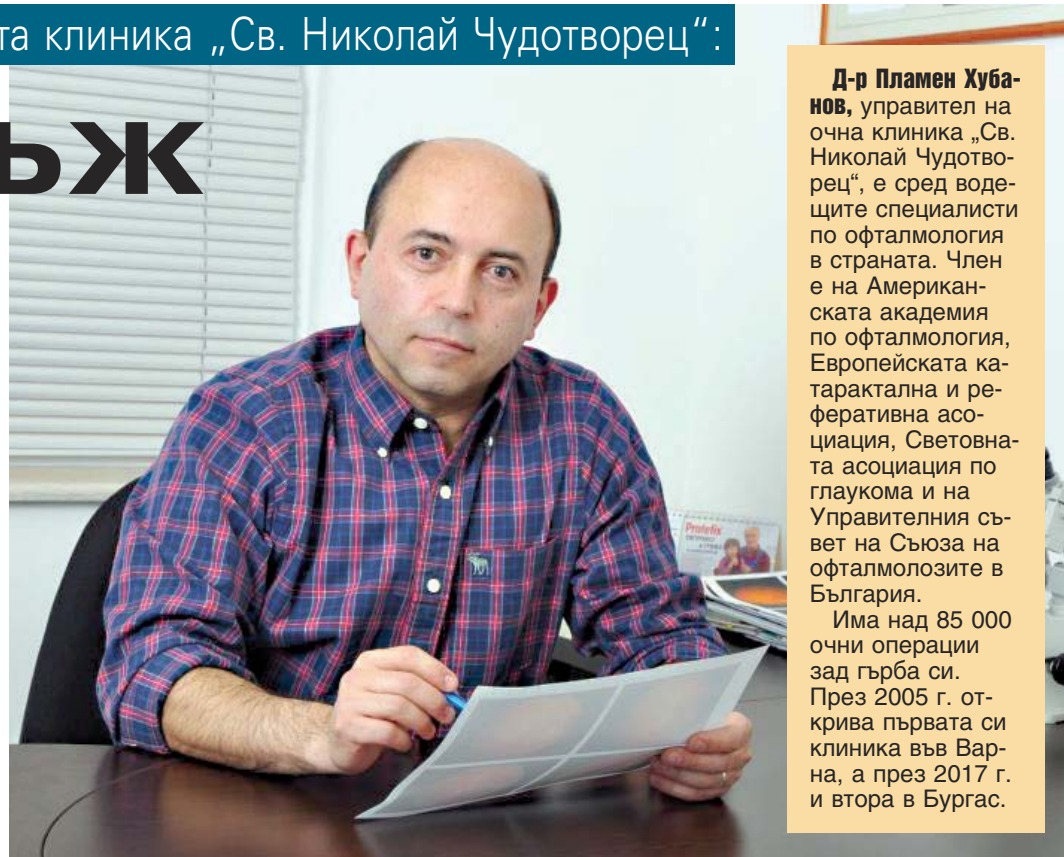 та клиника „Св. Николай Чудотворец“:
ЪЖ
Д-р Пламен Хуба-
нов, управител на
очна клиника „Св.
Николай Чудотво-
рец“, е сред воде-
щите специалисти
по офталмология
в страната. Член
е на Американ-
ската академия
по офталмология,
Европейската ка-
тарактална и ре-
феративна асо-
циация, Световна-
та асоциация по
глаукома и на
Управителния съ-
вет на Съюза на
офталмолозите в
България.
Има над 85 000
очни операции
зад гърба си.
През 2005 г. от-
крива първата си
клиника във Вар-
на, а през 2017 г.
и втора в Бургас.
Protefix